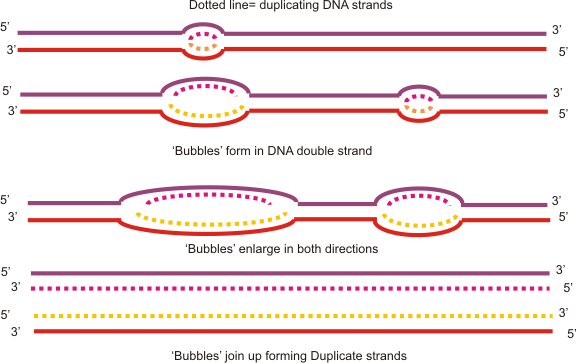 Dotted line= duplicating DNA strands
5' 3'
3' 5'
5' 3'
3' 5'
'Bubbles' form in DNA double strand
5' 3'
3' 5'
'Bubbles' enlarge in both directions
5' 3'
3' 5'
5' 3'
3' 5'
'Bubbles' join up forming Duplicate strands